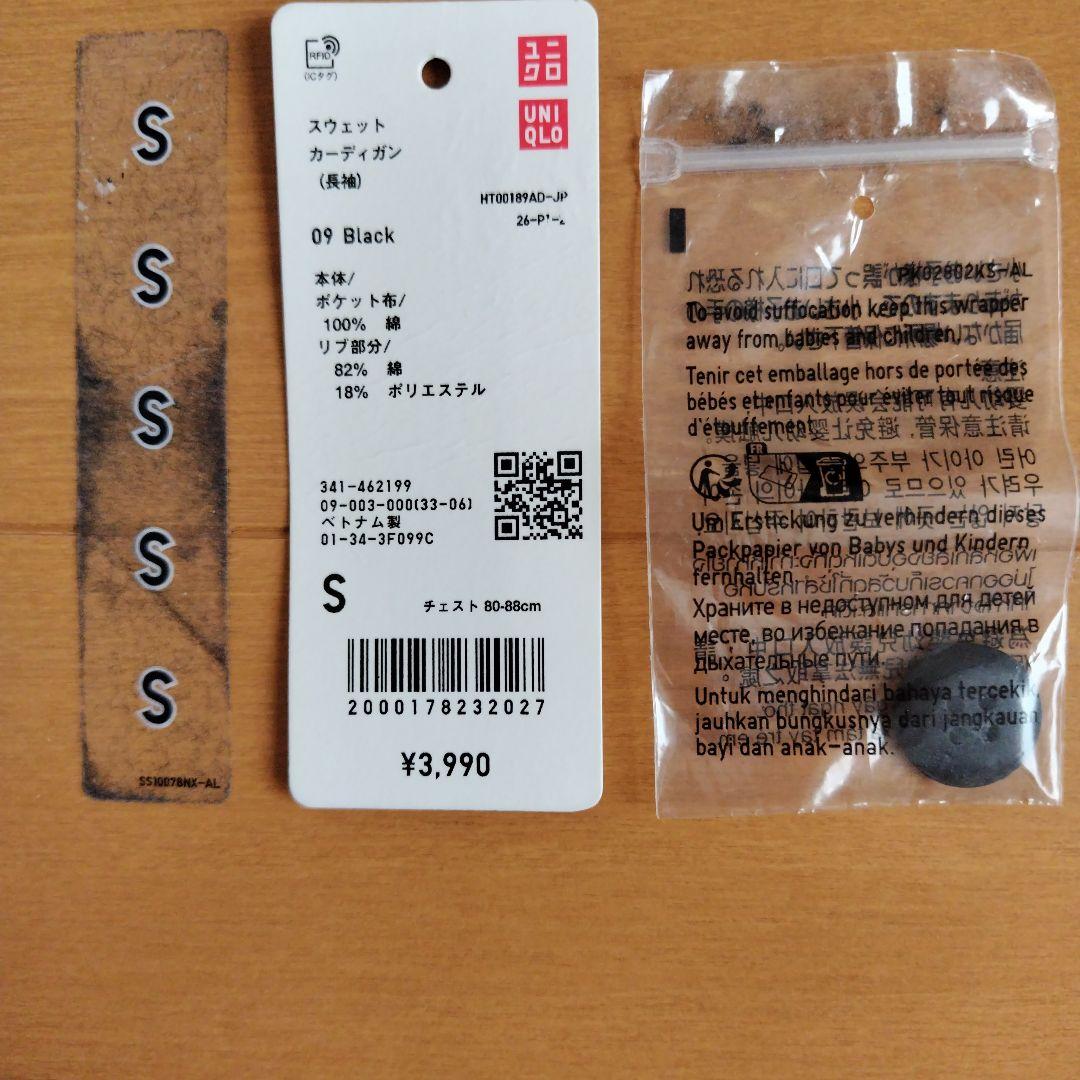 S
S
S
S
S
SS10078NX-AL
RFID
(ICタグ)
ユニ
クロ
UNI
QLO
スウェット
カーディガン
(長袖)
HT00189AD-JP
09 Black
本体/
ポケット布/
100% 綿
リブ部分/
82% 綿
18% ポリエステル
341-462199
09-003-000(33-06)
ベトナム製
01-34-3F099C
S
チェスト 80-88cm
2000178232027
¥3,990
PK02802KS-AL
To avoid suffocation keep this wrapper
away from babies and children.
Tenir cet emballage hors de portée des
bébés et enfants pour éviter tout risque
d'étouffement.
FR
Um Erstickung zu verhindern dieses
Packpapier von Babys und Kindern
fernhalten.
Храните в недоступном для детей
месте, во избежание попадания в
дыхательные пути.
Untuk menghindari bahaya tercekik,
jauhkan bungkusnya dari jangkauan
bayi dan anak-anak.